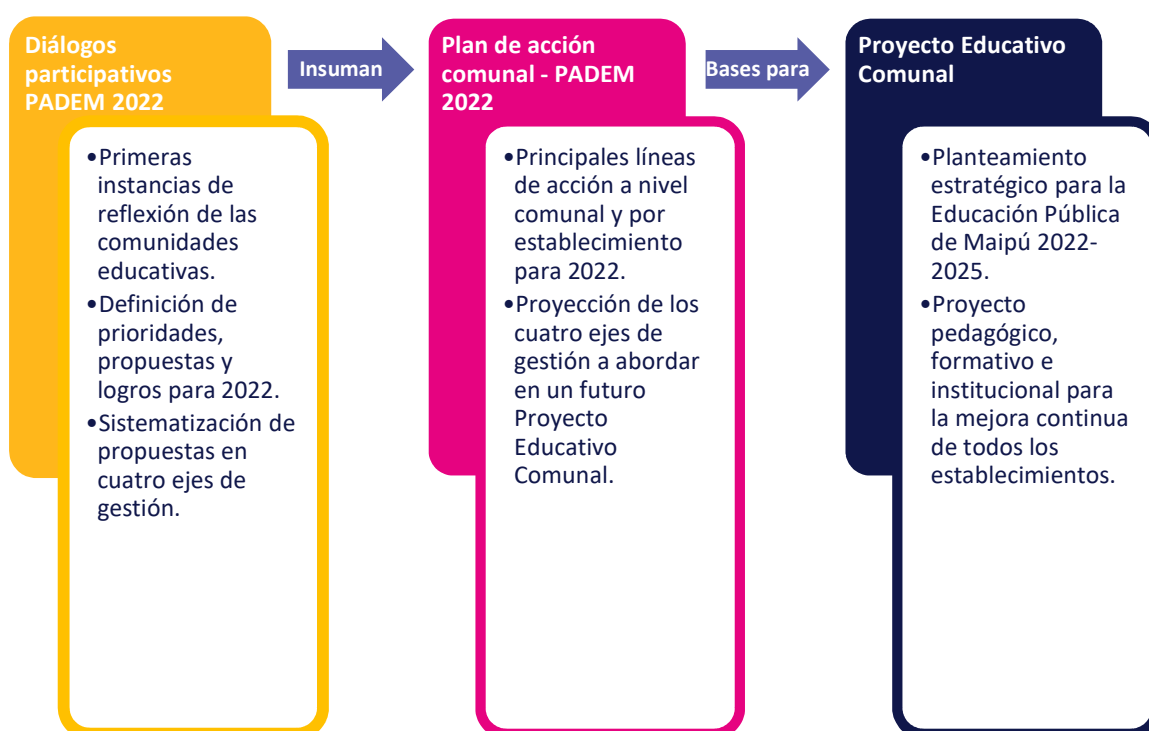 Diálogos
participativos
PADEM 2022
•Primeras
instancias de
reflexión de las
comunidades
educativas.
•Definición de
prioridades,
propuestas y
logros para 2022.
•Sistematización de
propuestas en
cuatro ejes de
gestión.
Insuman
Plan de acción
comunal - PADEM
2022
•Principales líneas
de acción a nivel
comunal y por
establecimiento
para 2022.
•Proyección de los
cuatro ejes de
gestión a abordar
en un futuro
Proyecto
Educativo
Comunal.
Bases para
Proyecto Educativo
Comunal
•Planteamiento
estratégico para la
Educación Pública
de Maipú 2022-
2025.
•Proyecto
pedagógico,
formativo e
institucional para
la mejora continua
de todos los
establecimientos.